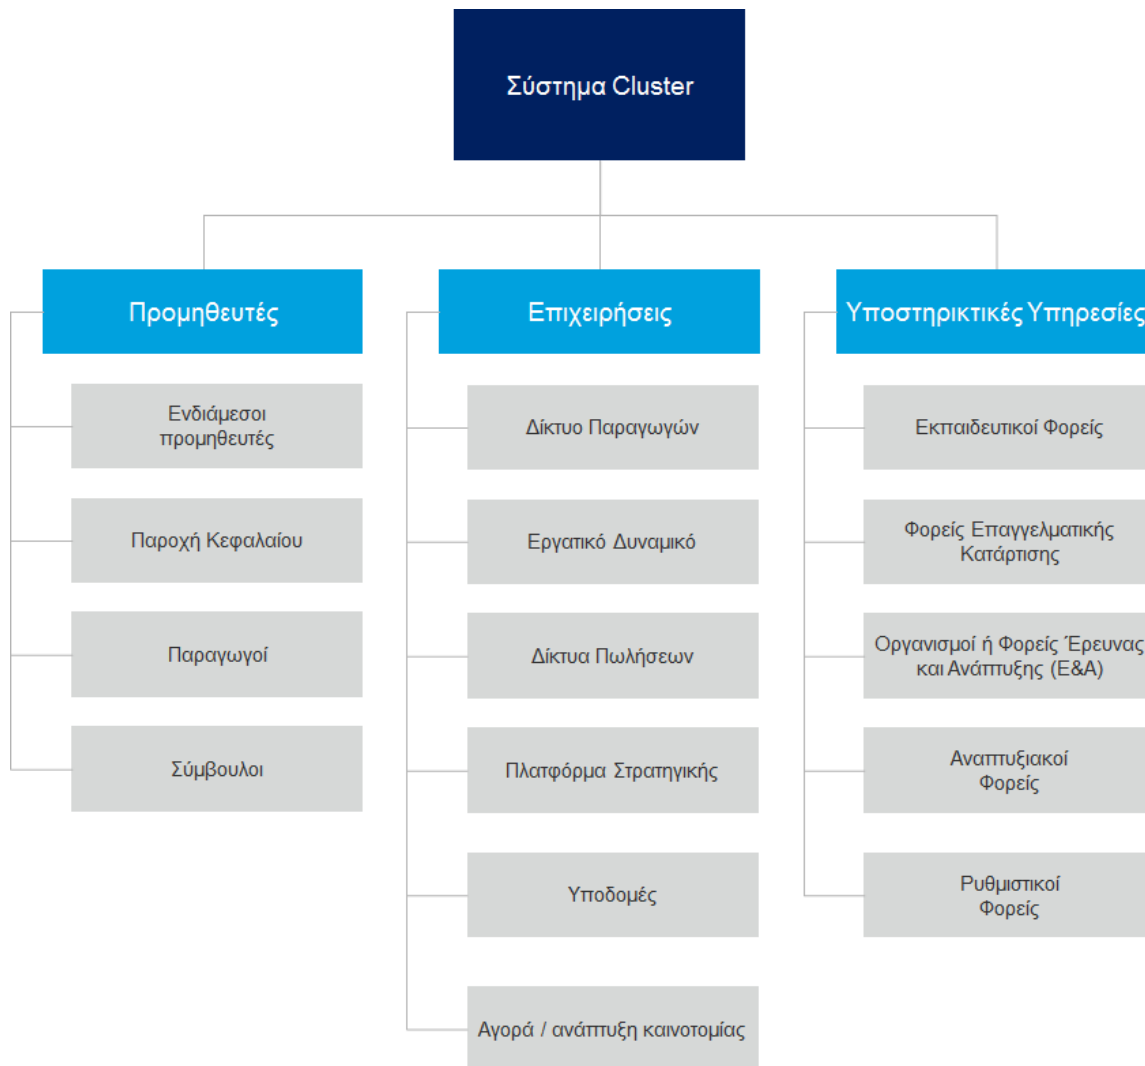 Σύστημα Cluster
Προμηθευτές
Ενδιάμεσοι
προμηθευτές
Παροχή Κεφαλαίου
Παραγωγοί
Σύμβουλοι
Επιχειρήσεις
Δίκτυο Παραγωγών
Εργατικό Δυναμικό
Δίκτυα Πωλήσεων
Πλατφόρμα Στρατηγικής
Υποδομές
Αγορά / ανάπτυξη καινοτομίας
Υποστηρικτικές Υπηρεσίες
Εκπαιδευτικοί Φορείς
Φορείς Επαγγελματικής
Κατάρτισης
Οργανισμοί ή Φορείς Έρευνας
και Ανάπτυξης (Ε&Α)
Αναπτυξιακοί
Φορείς
Ρυθμιστικοί
Φορείς